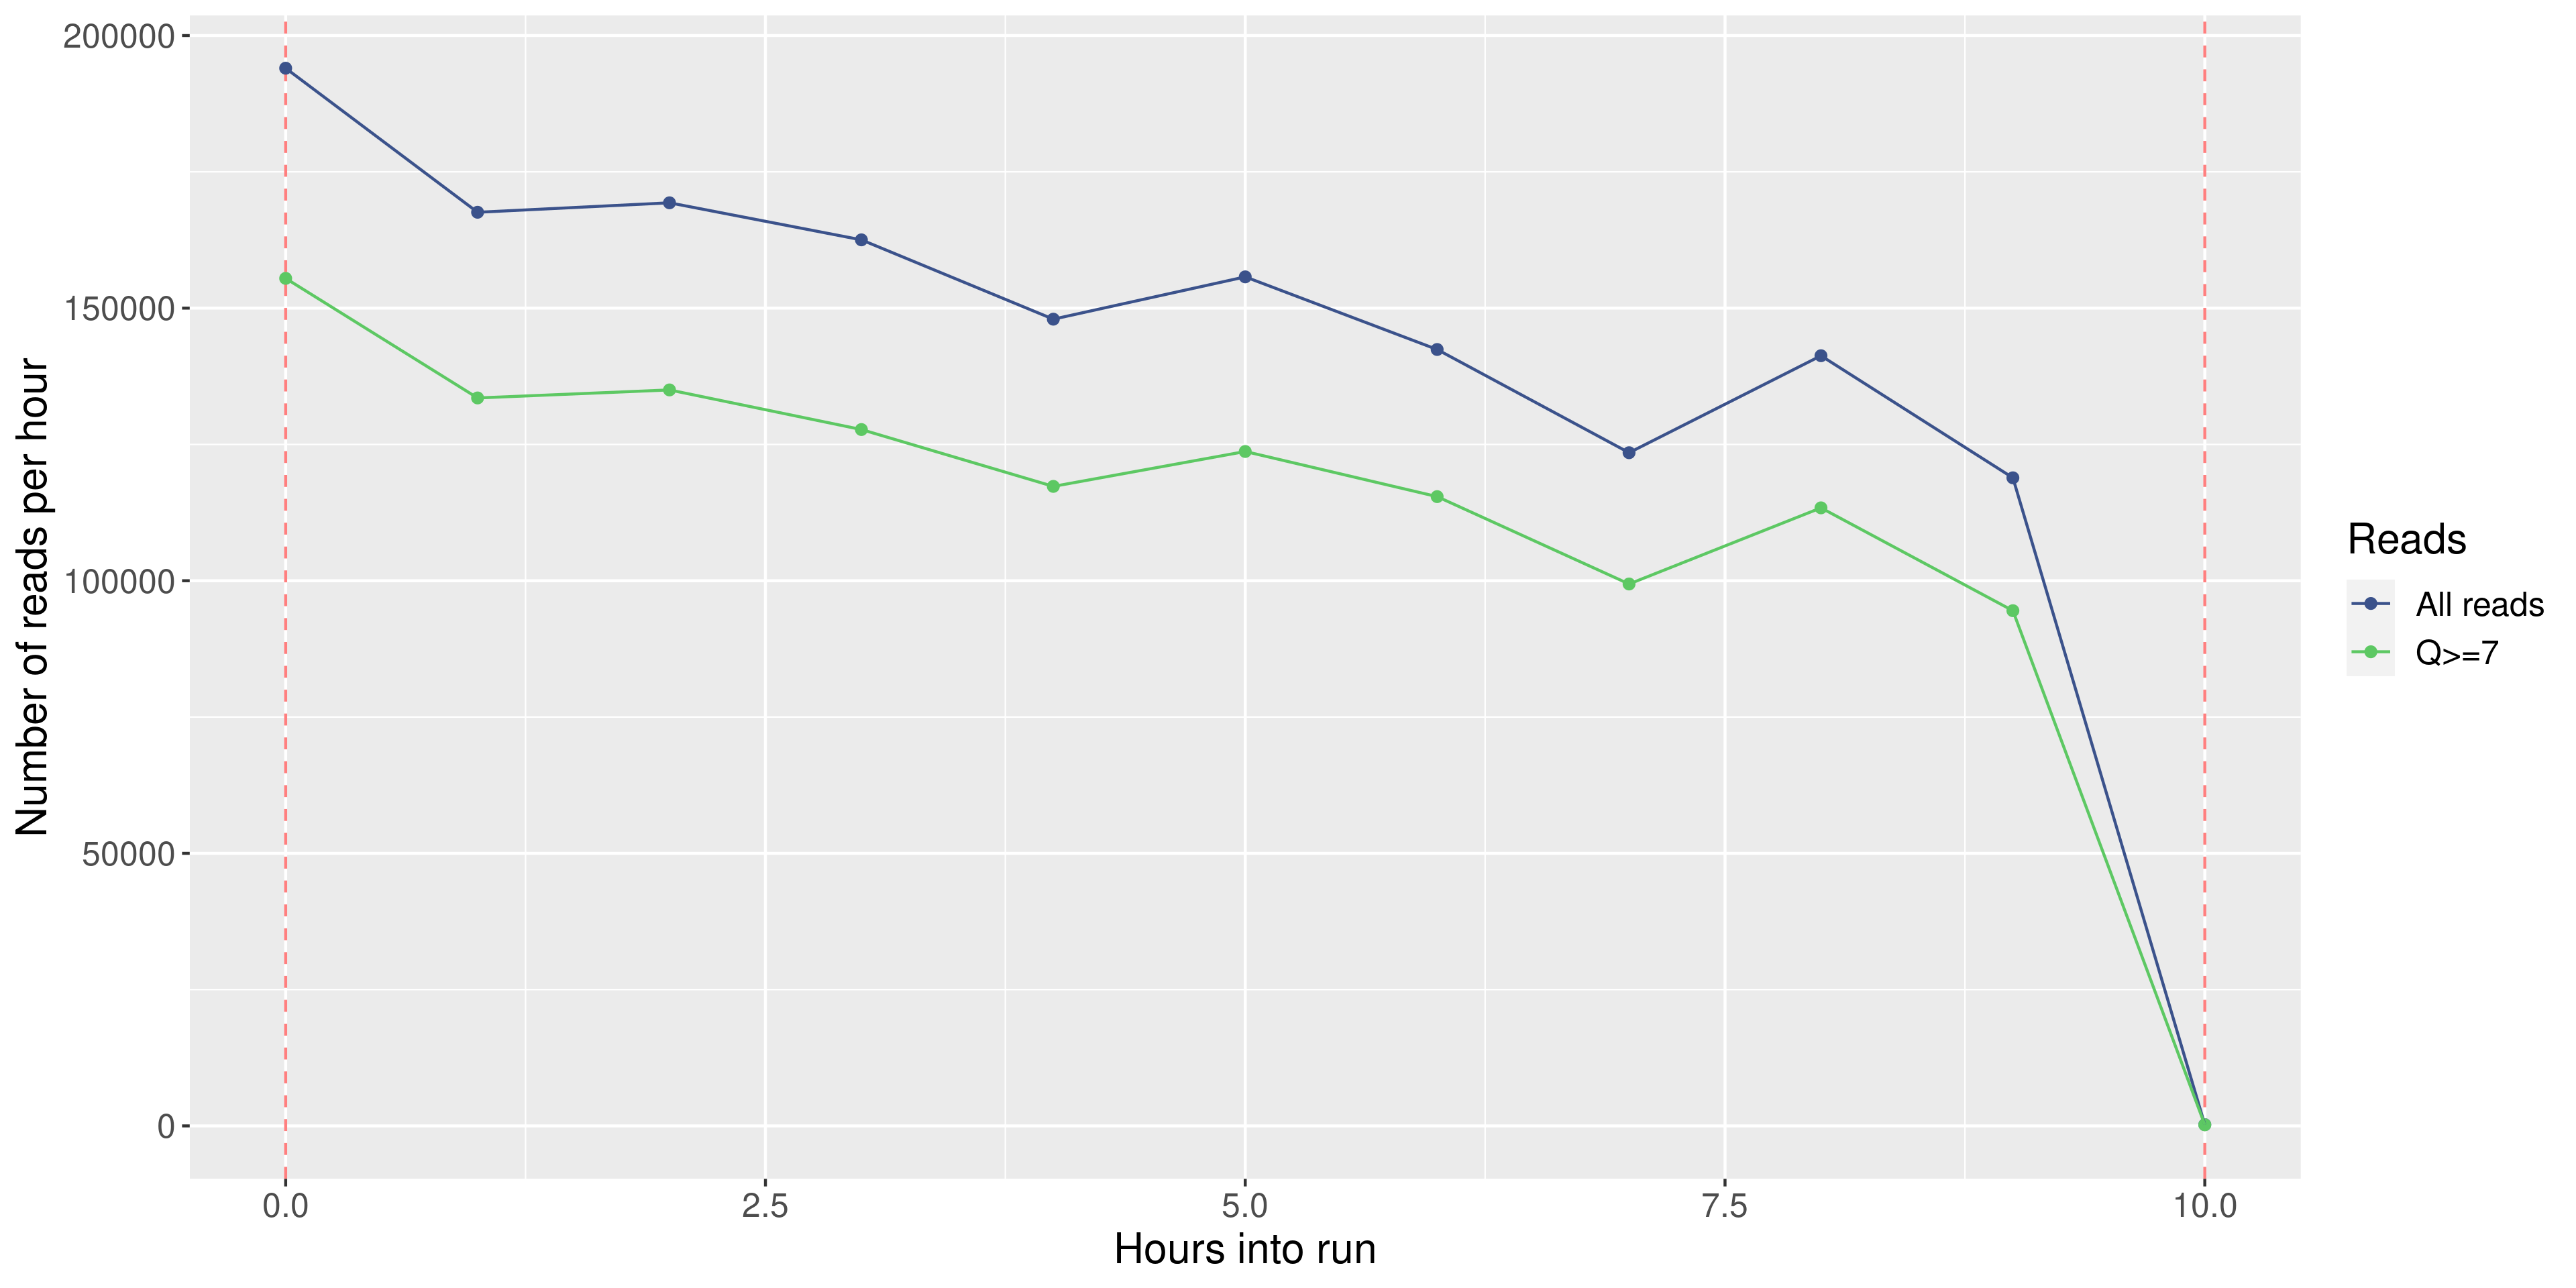 200000
150000
100000
50000
0
Number of reads per hour
0.0 2.5 5.0 7.5 10.0
Hours into run
Reads
All reads
Q>=7